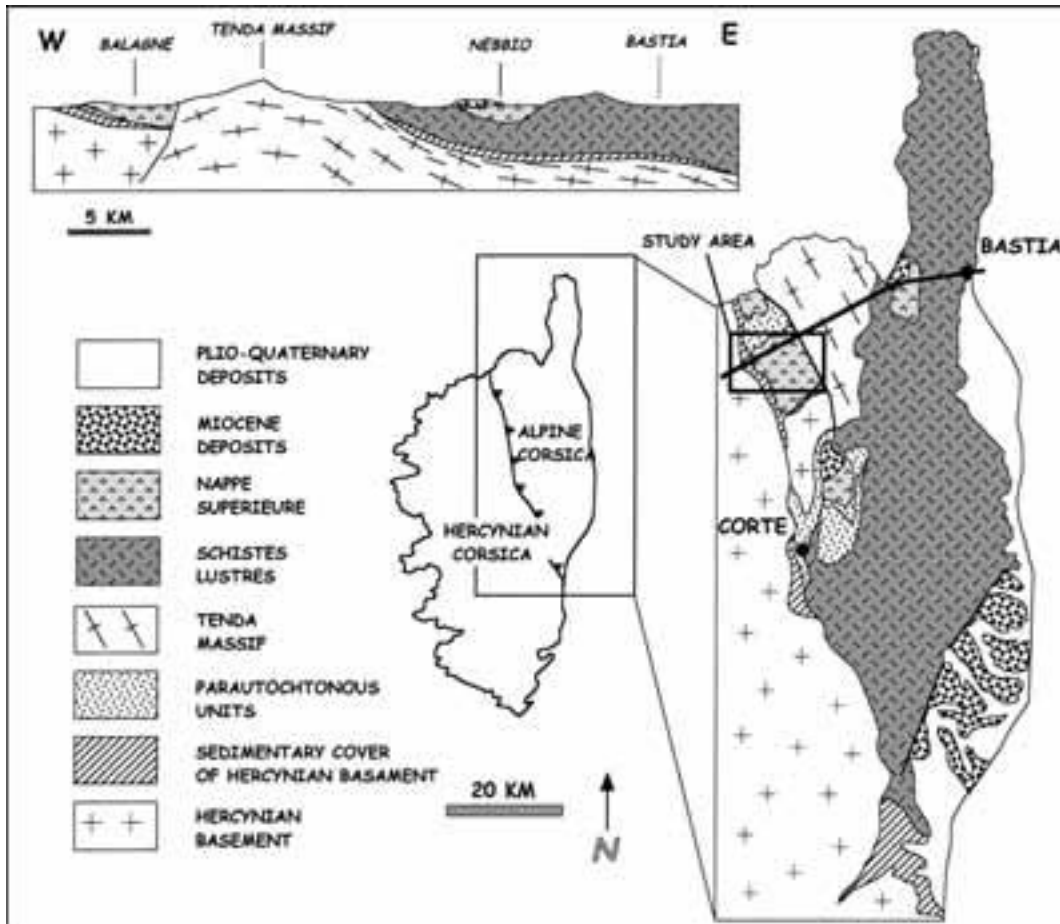 W
BALAGNE
TENDA MASSIF
NEBBIO
BASTIA
E
5 KM
STUDY AREA
BASTIA
PLIO-QUATERNARY
DEPOSITS
MIOCENE
DEPOSITS
NAPPE
SUPERIEURE
SCHISTES
LUSTRES
TENDA
MASSIF
PARAUTOCHTONOUS
UNITS
SEDIMENTARY COVER
OF HERCYNIAN BASAMENT
HERCYNIAN
BASEMENT
ALPINE
CORSICA
HERCYNIAN
CORSICA
CORTE
20 KM
N